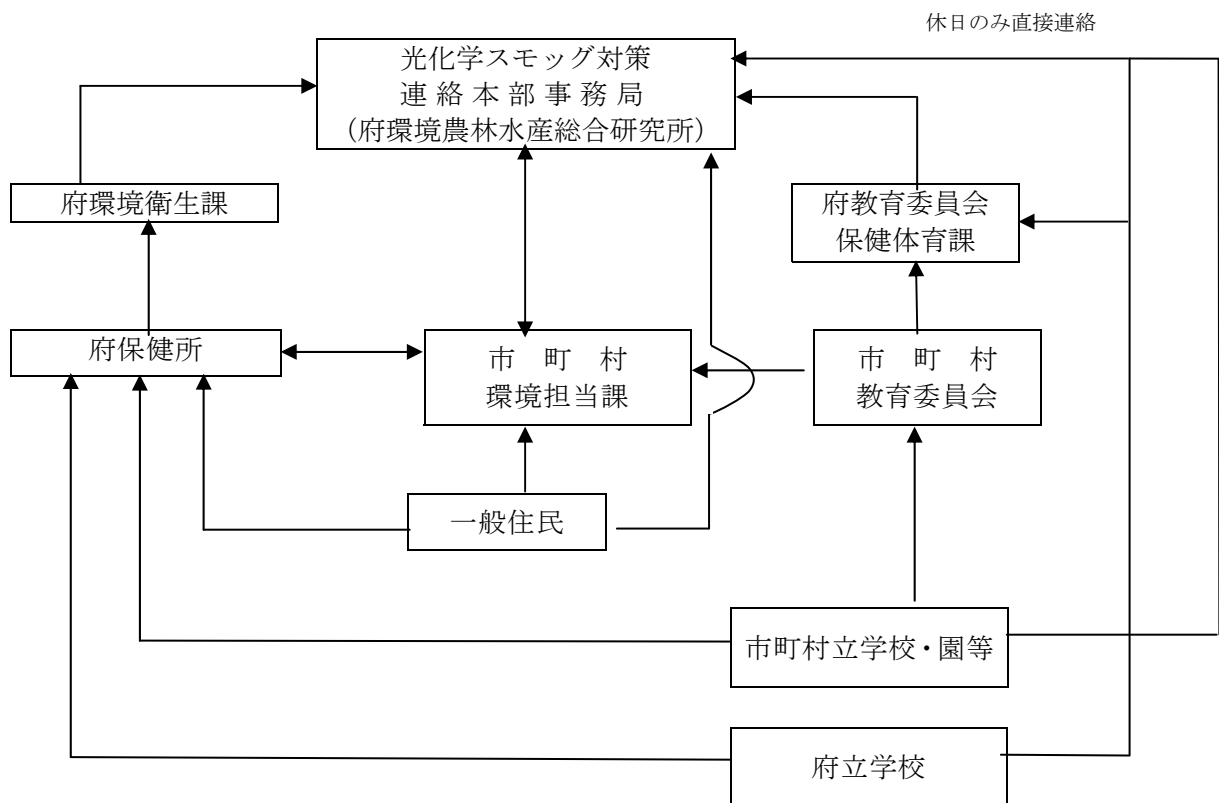 休日のみ直接連絡
光化学スモッグ対策
連絡本部事務局
（府環境農林水産総合研究所）
府環境衛生課
府教育委員会
保健体育課
府保健所
市町村
環境担当課
市町村
教育委員会
一般住民
市町村立学校・園等
府立学校